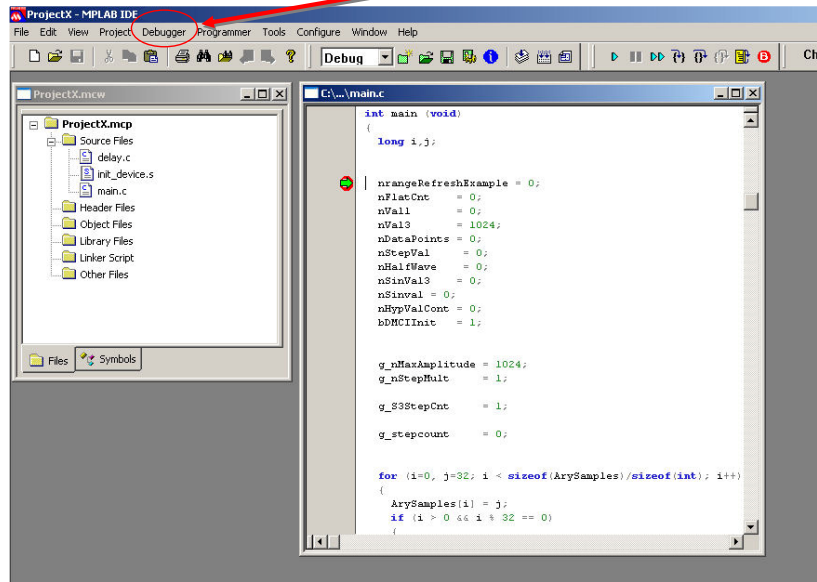 ProjectX - MPLAB IDE
File Edit View Project Debugger Programmer Tools Configure Window Help
Debug
Ch
ProjectX.mcw
ProjectX.mcp
Source Files
delay.c
init_device.s
main.c
Header Files
Object Files
Library Files
Linker Script
Other Files
Files Symbols
C:\...\main.c
int main (void)
{
long i,j;
nrangeRefreshExample = 0;
nFlatCnt = 0;
nVal1 = 0;
nVal3 = 1024;
nDataPoints = 0;
nStepVal = 0;
nHalfWave = 0;
nSinVal3 = 0;
nSinval = 0;
nHypValCont = 0;
bDMCIInit = 1;
g_nMaxAmplitude = 1024;
g_nStepMult = 1;
g_S3StepCnt = 1;
g_stepcount = 0;
for (i=0, j=32; i < sizeof(ArySamples)/sizeof(int); i++)
{
ArySamples[i] = j;
if (i > 0 && i % 32 == 0)
{